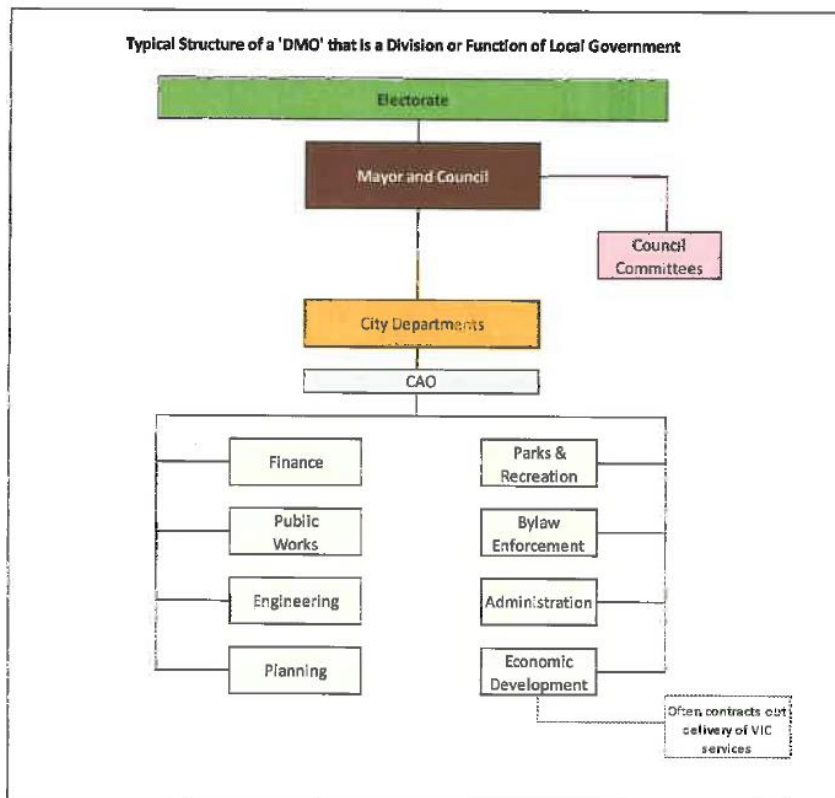 Typical Structure of a 'DMO' that is a Division or Function of Local Government
Electorate
Mayor and Council
Council
Committees
City Departments
CAO
Finance
Public
Works
Engineering
Planning
Parks &
Recreation
Bylaw
Enforcement
Administration
Economic
Development
Often contracts out
delivery of VIC
services